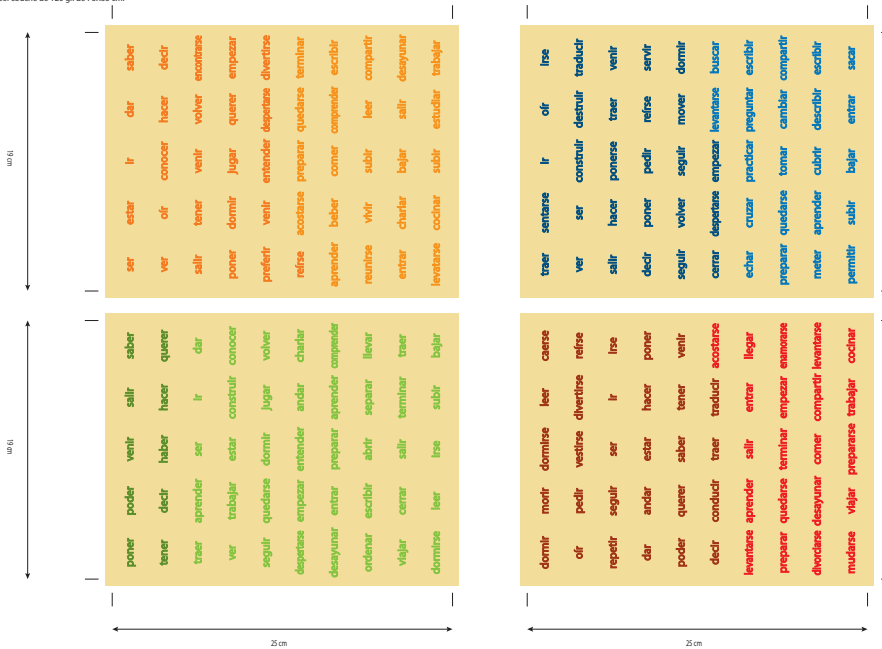 19 cm
ser estar ir dar saber
ver oír conocer hacer decir
salir tener venir volver encontrarse
poner dormir jugar querer empezar
preferir venir entender despertarse divertirse
reírse acostarse preparar quedarse terminar
aprender beber comer comprender escribir
reunirse vivir subir leer compartir
entrar charlar bajar salir desayunar
levatarse cocinar subir estudiar trabajar
traer sentarse ir oír irse
ver ser construir destruir traducir
salir hacer ponerse traer venir
decir poner pedir reírse servir
seguir volver seguir mover dormir
cerrar despertarse empezar levantarse buscar
echar cruzar practicar preguntar escribir
preparar quedarse tomar cambiar compartir
meter aprender cubrir describir escribir
permitir subir bajar entrar sacar
19 cm
poner poder venir salir saber
tener decir haber hacer querer
traer aprender ser ir dar
ver trabajar estar construir conocer
seguir quedarse dormir jugar volver
despertarse empezar entender andar charlar
desayunar entrar preparar aprender comprender
ordenar escribir abrir separar llevar
viajar cerrar salir terminar traer
dormirse leer irse subir bajar
dormir morir dormirse leer caerse
oír pedir vestirse divertirse reírse
repetir seguir ser ir irse
dar andar estar hacer poner
poder querer saber tener venir
decir conducir traer traducir acostarse
levantarse aprender salir entrar llegar
preparar quedarse terminar empezar enamorarse
divorciarse desayunar comer compartir levantarse
mudarse viajar prepararse trabajar cocinar
25 cm
25 cm